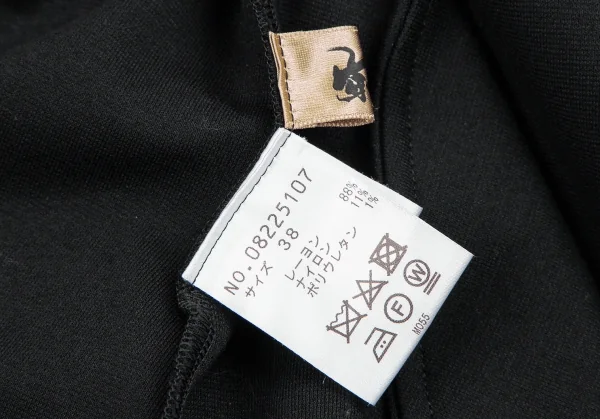 NO.08225107
サイズ 38
レーヨン 88%
ナイロン 11%
ポリウレタン 1%
F W
M055